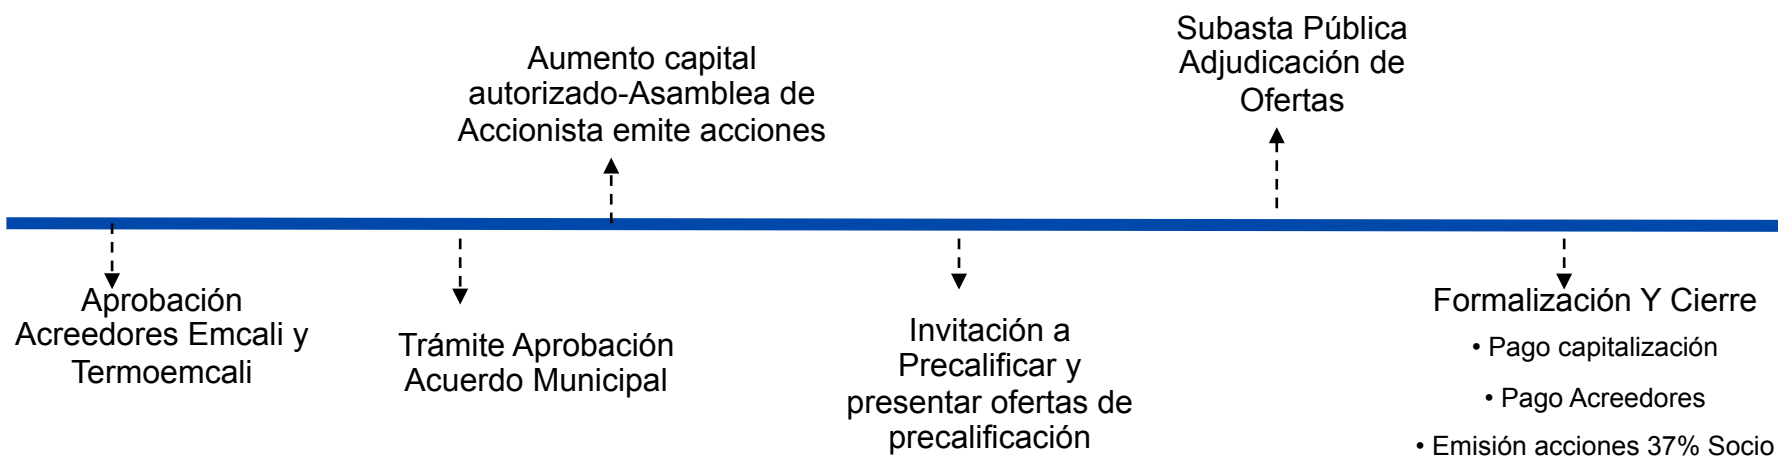 Aprobación
Acreedores Emcali y
Termoemcali
Trámite Aprobación
Acuerdo Municipal
Aumento capital
autorizado-Asamblea de
Accionista emite acciones
Invitación a
Precalificar y
presentar ofertas de
precalificación
Subasta Pública
Adjudicación de
Ofertas
Formalización Y Cierre
• Pago capitalización
• Pago Acreedores
• Emisión acciones 37% Socio